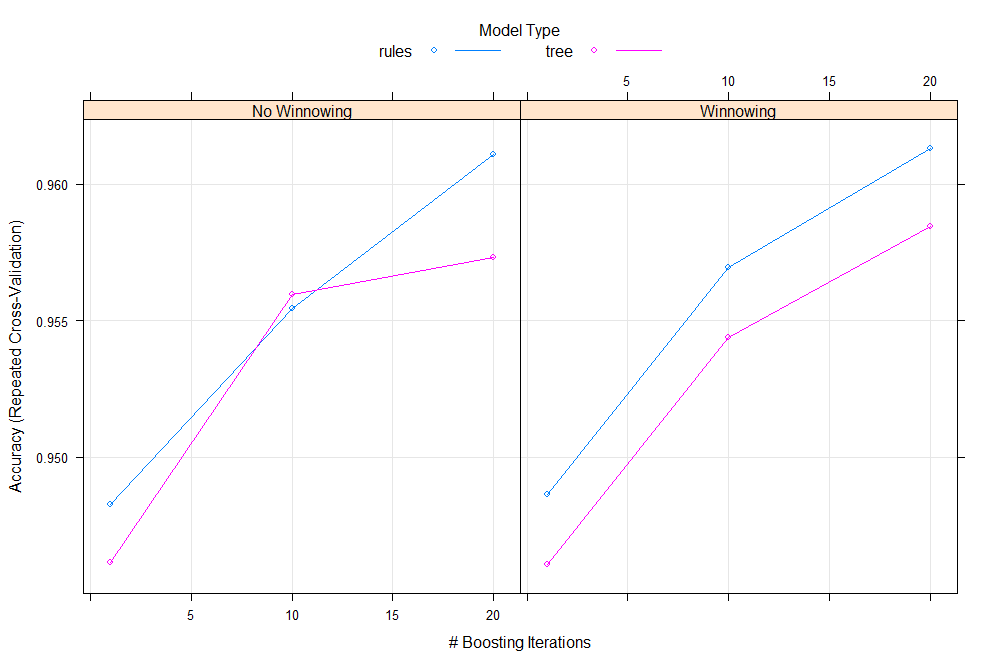 Model Type
rules tree
5 10 15 20
No Winnowing Winnowing
0.960
0.955
0.950
Accuracy (Repeated Cross-Validation)
5 10 15 20
# Boosting Iterations